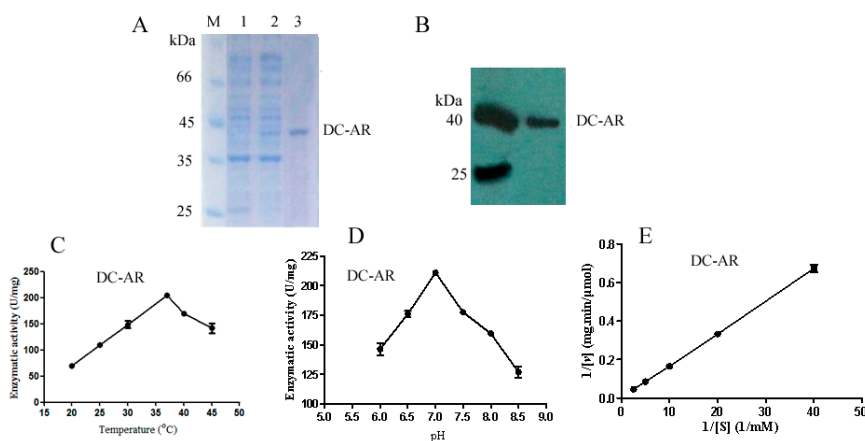 A
M 1 2 3
kDa
66
45
35
25
DC-AR
B
kDa
40
25
DC-AR
C
DC-AR
Enzymatic activity (U/mg)
250
200
150
100
50
0
15 20 25 30 35 40 45 50
Temperature (°C)
D
DC-AR
Enzymatic activity (U/mg)
225
200
175
150
125
100
5.0 5.5 6.0 6.5 7.0 7.5 8.0 8.5 9.0
pH
E
DC-AR
1/[v] (mg.min/μmol)
0.8
0.6
0.4
0.2
0.0
0 10 20 30 40 50
1/[S] (1/mM)